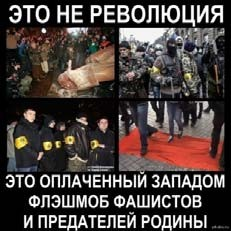 ЭТО НЕ РЕВОЛЮЦИЯ
ЭТО ОПЛАЧЕННЫЙ ЗАПАДОМ
ФЛЭШМОБ ФАШИСТОВ
И ПРЕДАТЕЛЕЙ РОДИНЫ